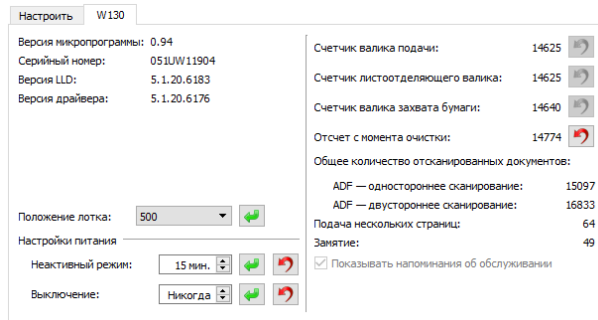 Настроить W130
Версия микропрограммы: 0.94
Серийный номер: 051UW11904
Версия LLD: 5.1.20.6183
Версия драйвера: 5.1.20.6176
Положение лотка: 500
Настройки питания
Неактивный режим: 15 мин.
Выключение: Никогда
Счетчик валика подачи: 14625
Счетчик листоотделяющего валика: 14625
Счетчик валика захвата бумаги: 14640
Отсчет с момента очистки: 14774
Общее количество отсканированных документов:
ADF — одностороннее сканирование: 15097
ADF — двустороннее сканирование: 16833
Подача нескольких страниц: 64
Замятие: 49
Показывать напоминания об обслуживании